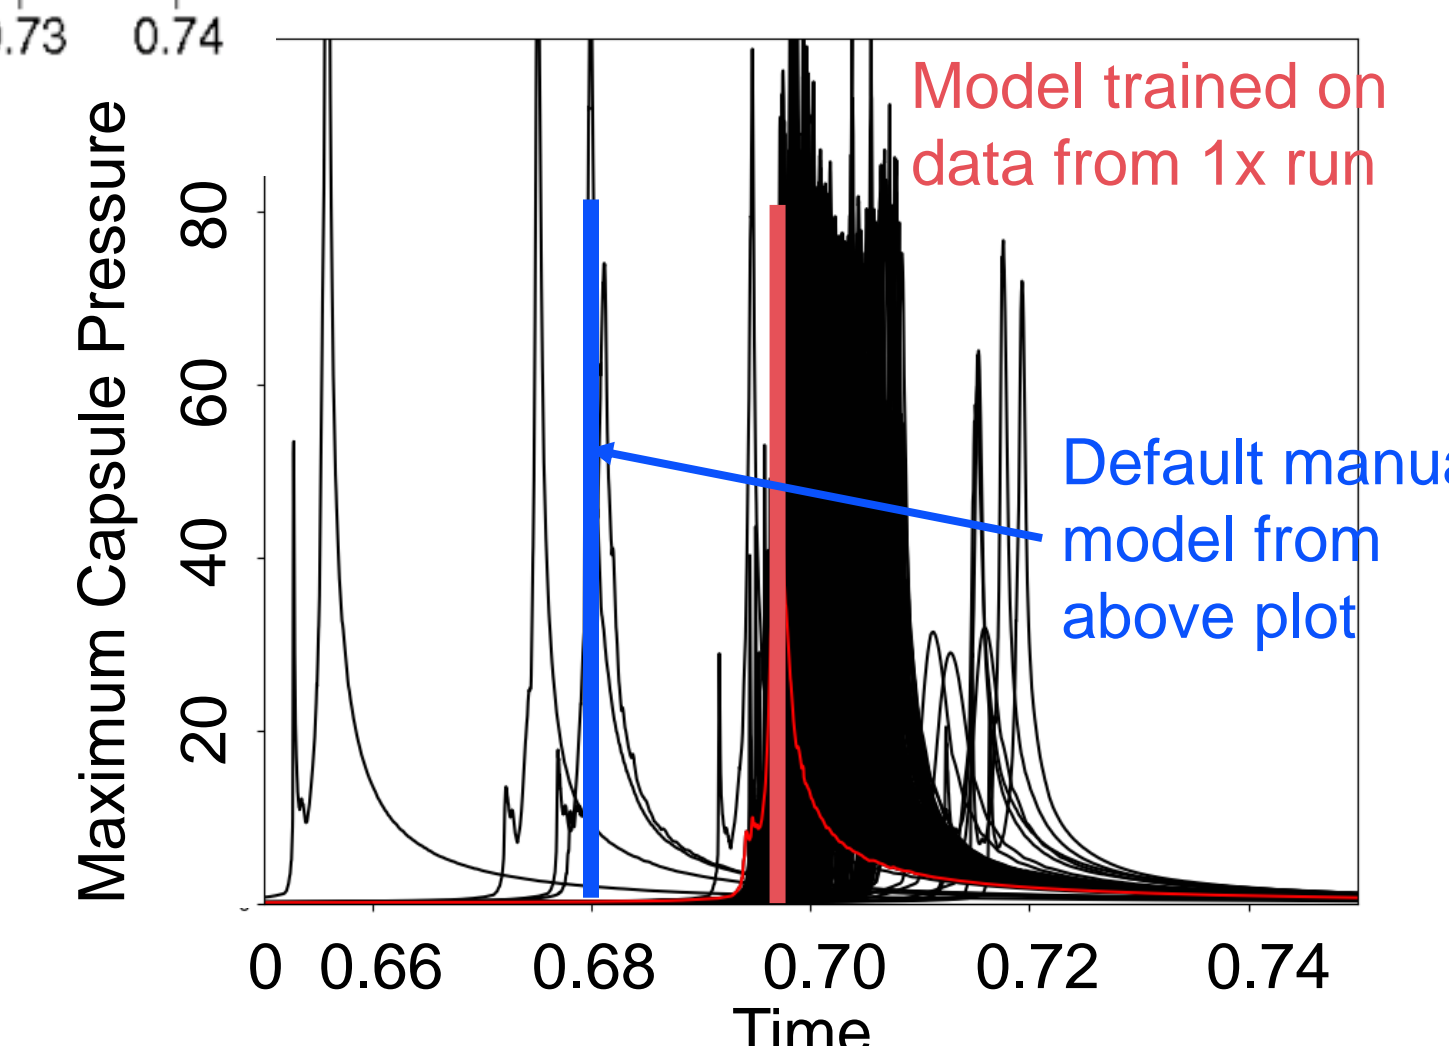 .73 0.74
Model trained on
data from 1x run
Maximum Capsule Pressure
80
60
40
20
Default manua
model from
above plot
0 0.66 0.68 0.70 0.72 0.74
Time